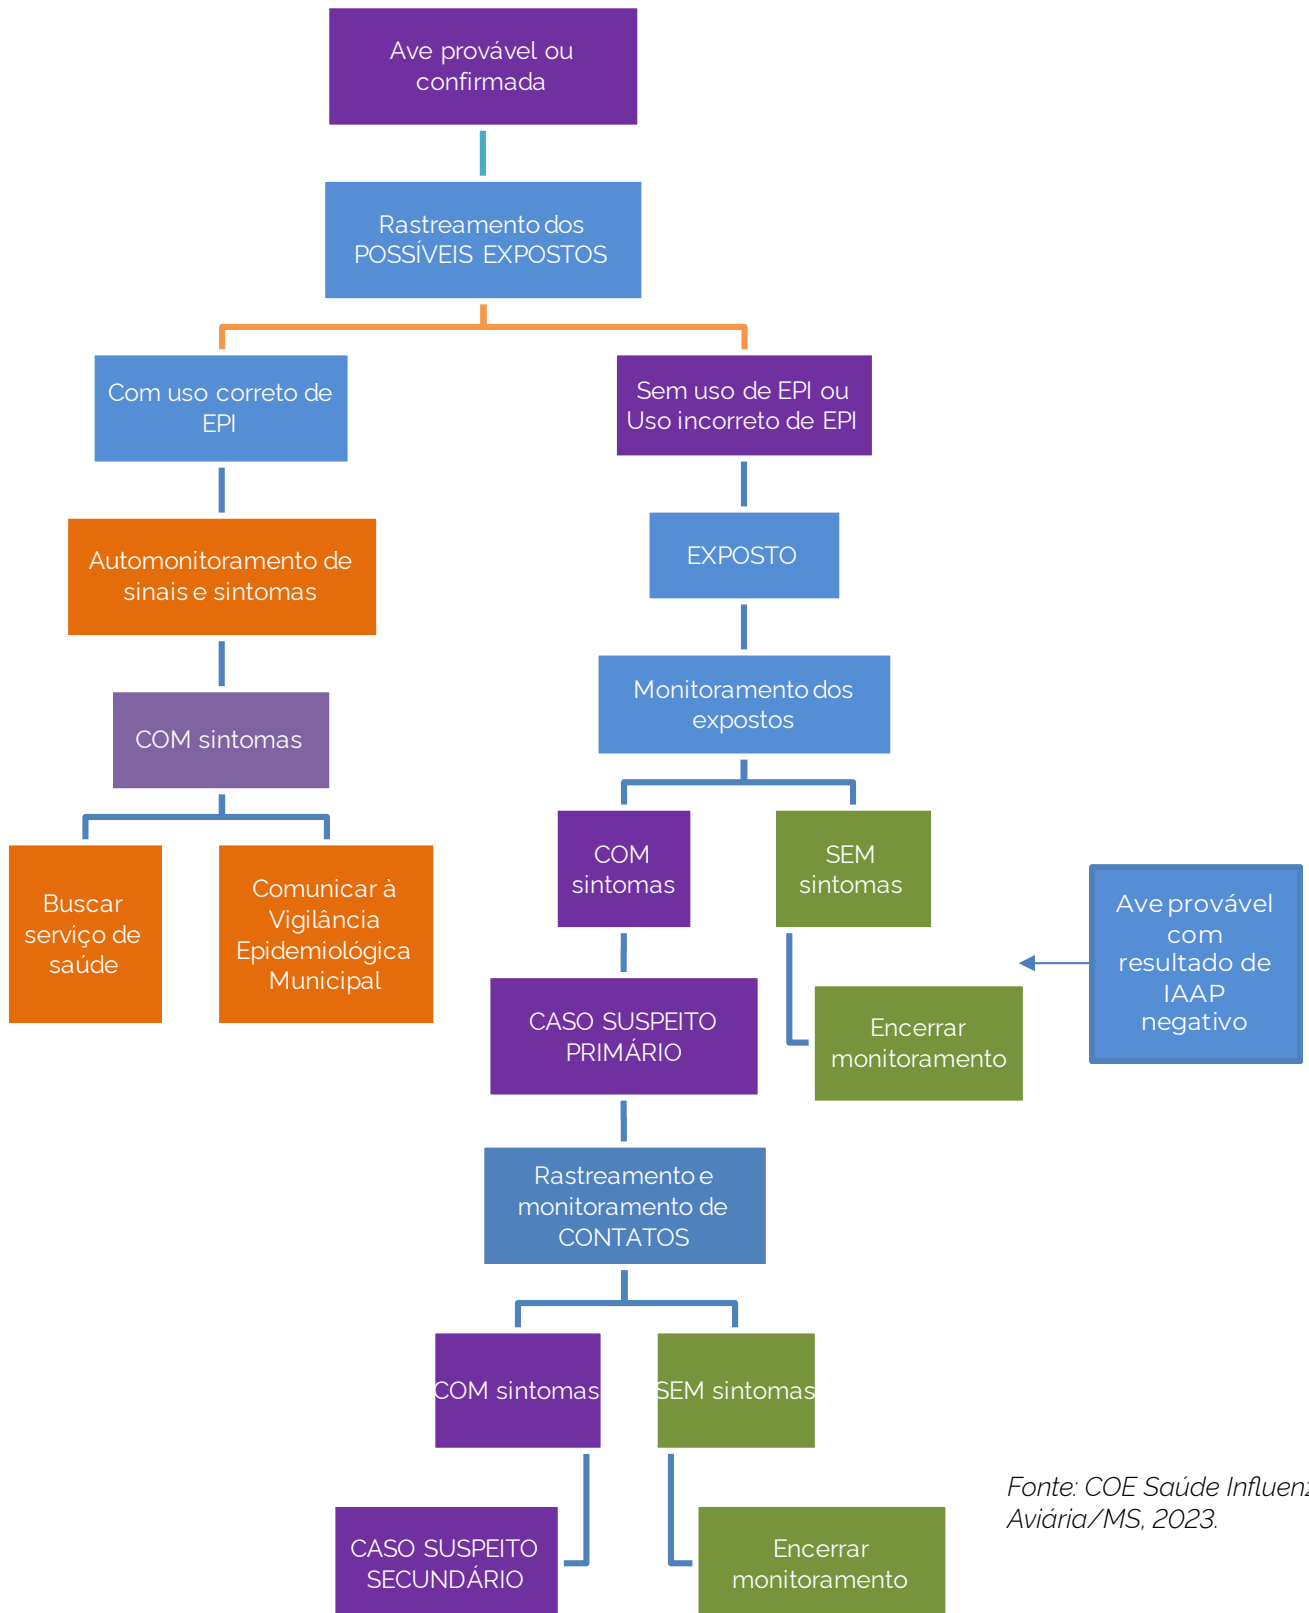 Ave provável ou
confirmada
Rastreamento dos
POSSÍVEIS EXPOSTOS
Com uso correto de
EPI
Sem uso de EPI ou
Uso incorreto de EPI
Automonitoramento de
sinais e sintomas
EXPOSTO
COM sintomas
Monitoramento dos
expostos
Buscar
serviço de
saúde
Comunicar à
Vigilância
Epidemiológica
Municipal
COM
sintomas
SEM
sintomas
Ave provável
com
resultado de
IAAP
negativo
CASO SUSPEITO
PRIMÁRIO
Encerrar
monitoramento
Rastreamento e
monitoramento de
CONTATOS
COM sintomas
SEM sintomas
CASO SUSPEITO
SECUNDÁRIO
Encerrar
monitoramento
Fonte: COE Saúde Influenz
Aviária/MS, 2023.